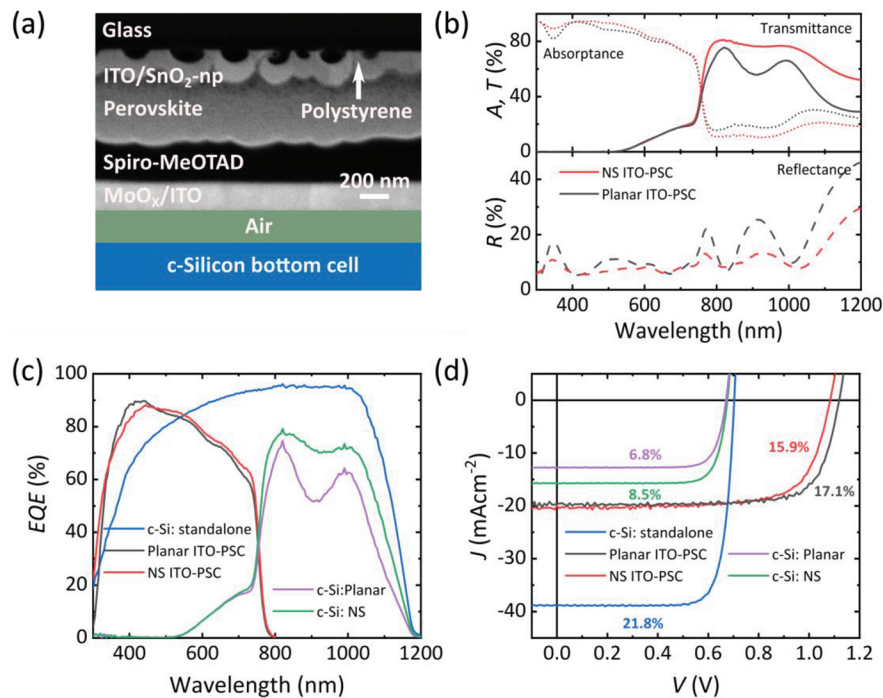 (a)
Glass
ITO/SnO₂-np
Perovskite
Polystyrene
Spiro-MeOTAD
200 nm
MoOₓ/ITO
Air
c-Silicon bottom cell
(b)
A, T (%)
80
40
0
Transmittance
Absorptance
R (%)
40
20
0
NS ITO-PSC
Planar ITO-PSC
Reflectance
400 600 800 1000 1200
Wavelength (nm)
(c)
EQE (%)
100
80
60
40
20
0
c-Si: standalone
Planar ITO-PSC
NS ITO-PSC
c-Si:Planar
c-Si: NS
400 600 800 1000 1200
Wavelength (nm)
(d)
J (mAcm⁻²)
0
-10
-20
-30
-40
6.8%
15.9%
8.5%
17.1%
c-Si: standalone
Planar ITO-PSC
NS ITO-PSC
c-Si: Planar
c-Si: NS
21.8%
0.0 0.2 0.4 0.6 0.8 1.0 1.2
V (V)